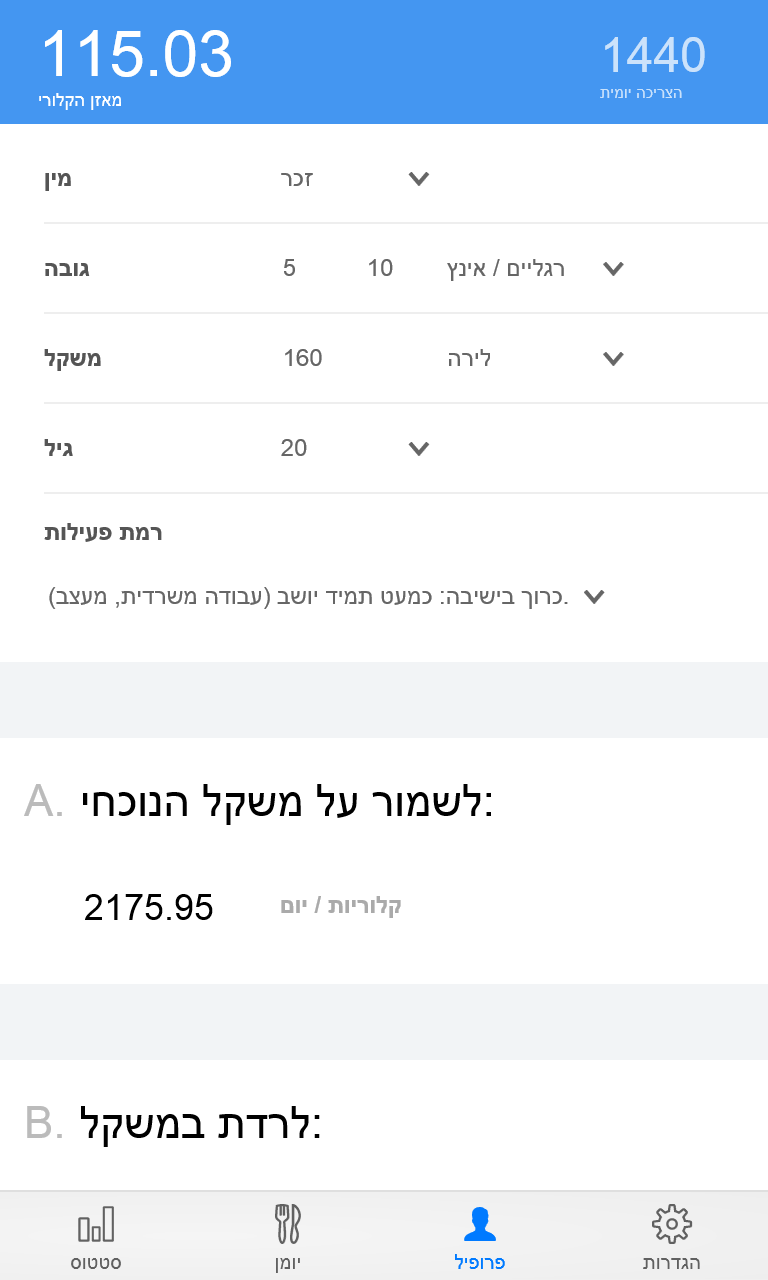 115.03
מאזן הקלורי
1440
הצריכה יומית
מין זכר
גובה 5 10 רגליים / אינץ
משקל 160 לירה
גיל 20
רמת פעילות
כרוך בישיבה: כמעט תמיד יושב (עבודה משרדית, מעצב).
A. לשמור על משקל הנוכחי:
2175.95 קלוריות / יום
B. לרדת במשקל:
סטטוס יומן פרופיל הגדרות